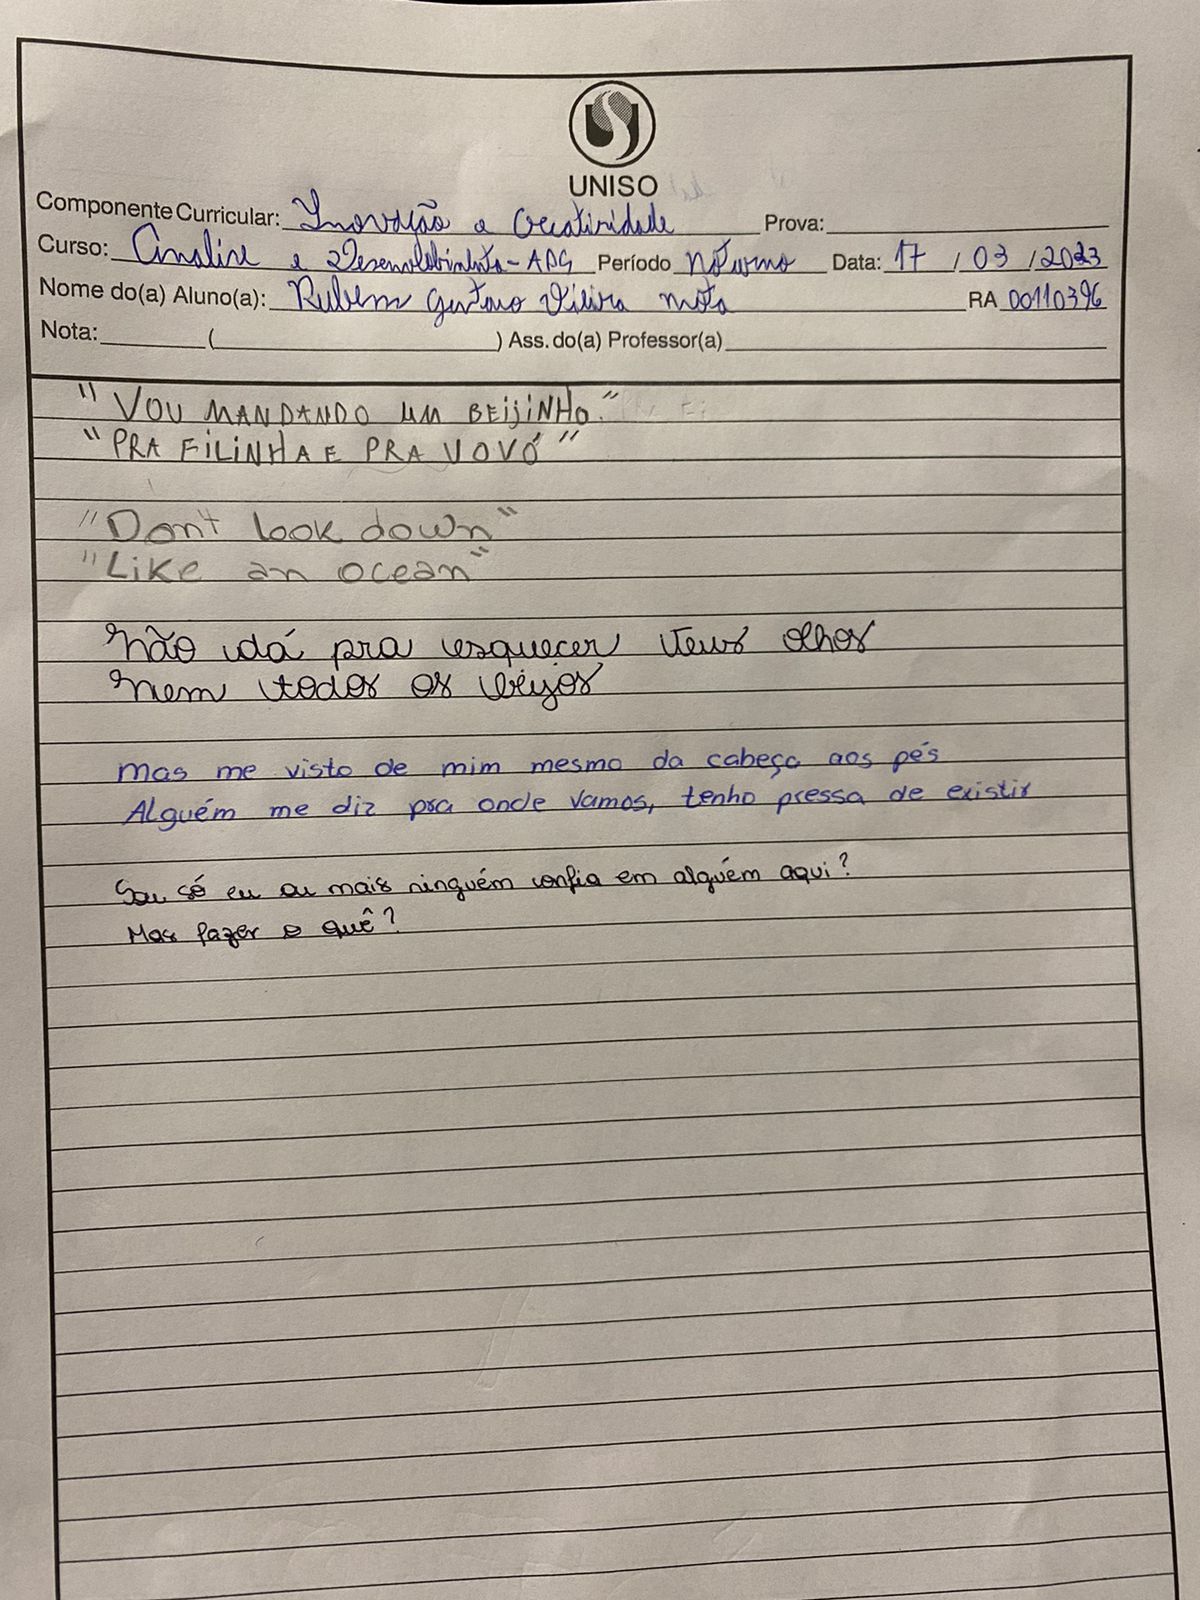 UNISO
Componente Curricular: Inovação e Creatividade Prova:
Curso: Analise e Desenvolvimento - ADG Período Noturno Data: 17 / 03 / 2023
Nome do(a) Aluno(a): Rubem Gustavo Vieira Mota RA 00110396
Nota: ( ) Ass. do(a) Professor(a)
"VOU MANDANDO UM BEIJINHO."
"PRA FILINHA E PRA VOVÓ"
"Don't look down"
"Like an ocean"
Não dá pra esquecer teus olhos
Nem todos os beijos
Mas me visto de mim mesmo da cabeça aos pés
Alguém me diz pra onde vamos, tenho pressa de existir
Sou só eu ou mais ninguém confia em alguém aqui?
Mas fazer o quê?